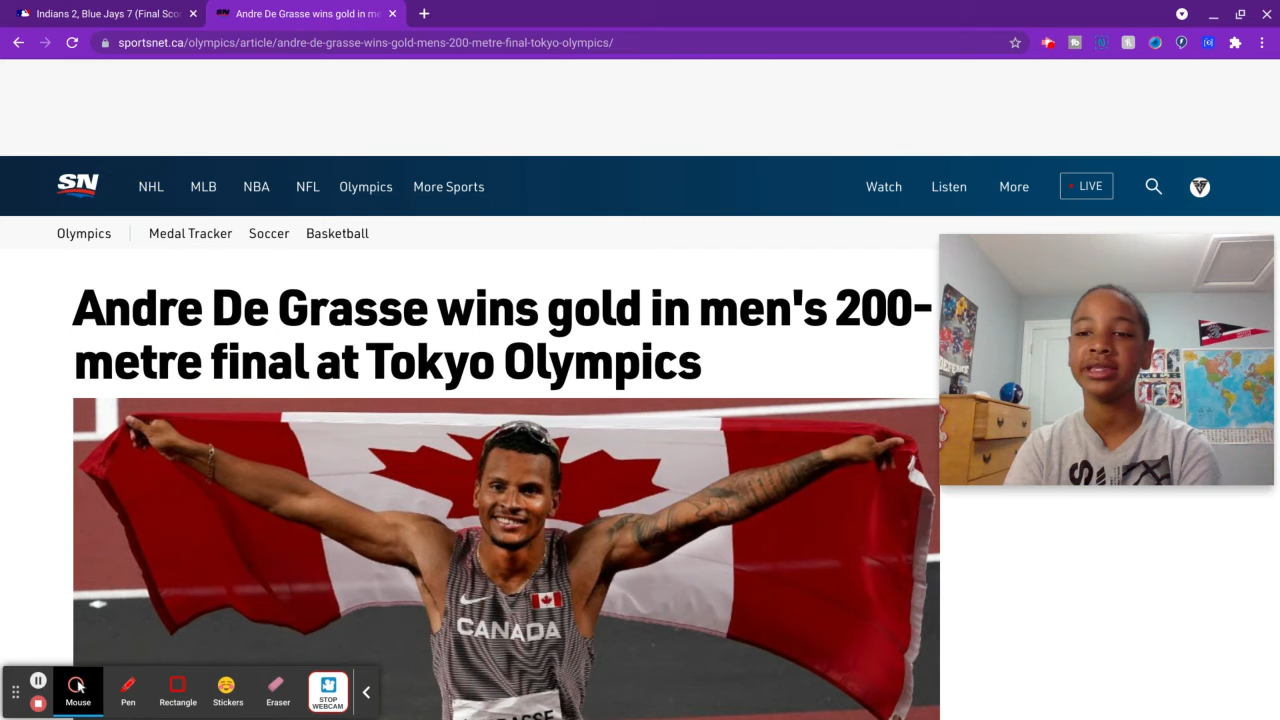 Indians 2, Blue Jays 7 (Final Sco
Andre De Grasse wins gold in me
sportsnet.ca/olympics/article/andre-de-grasse-wins-gold-mens-200-metre-final-tokyo-olympics/
SN NHL MLB NBA NFL Olympics More Sports Watch Listen More LIVE
Olympics Medal Tracker Soccer Basketball
Andre De Grasse wins gold in men's 200-
metre final at Tokyo Olympics
CANADA
Mouse Pen Rectangle Stickers Eraser STOP
WEBCAM